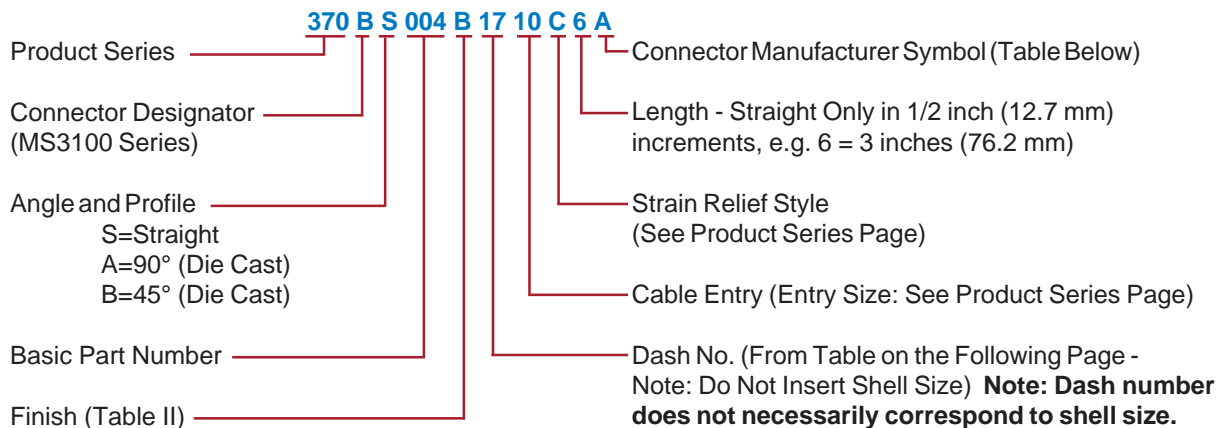 370 B S 004 B 17 10 C 6 A
Product Series
Connector Designator
(MS3100 Series)
Angle and Profile
S=Straight
A=90° (Die Cast)
B=45° (Die Cast)
Basic Part Number
Finish (Table II)
Connector Manufacturer Symbol (Table Below)
Length - Straight Only in 1/2 inch (12.7 mm)
increments, e.g. 6 = 3 inches (76.2 mm)
Strain Relief Style
(See Product Series Page)
Cable Entry (Entry Size: See Product Series Page)
Dash No. (From Table on the Following Page -
Note: Do Not Insert Shell Size) Note: Dash number
does not necessarily correspond to shell size.